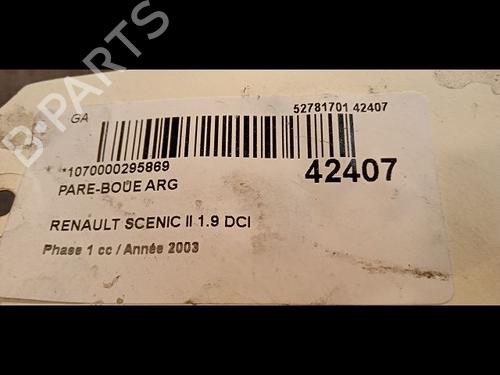 B-PARTS
GA
52781701 42407
*1070000295869
42407
PARE-BOUE ARG
RENAULT SCENIC II 1.9 DCI
Phase 1 cc / Année 2003